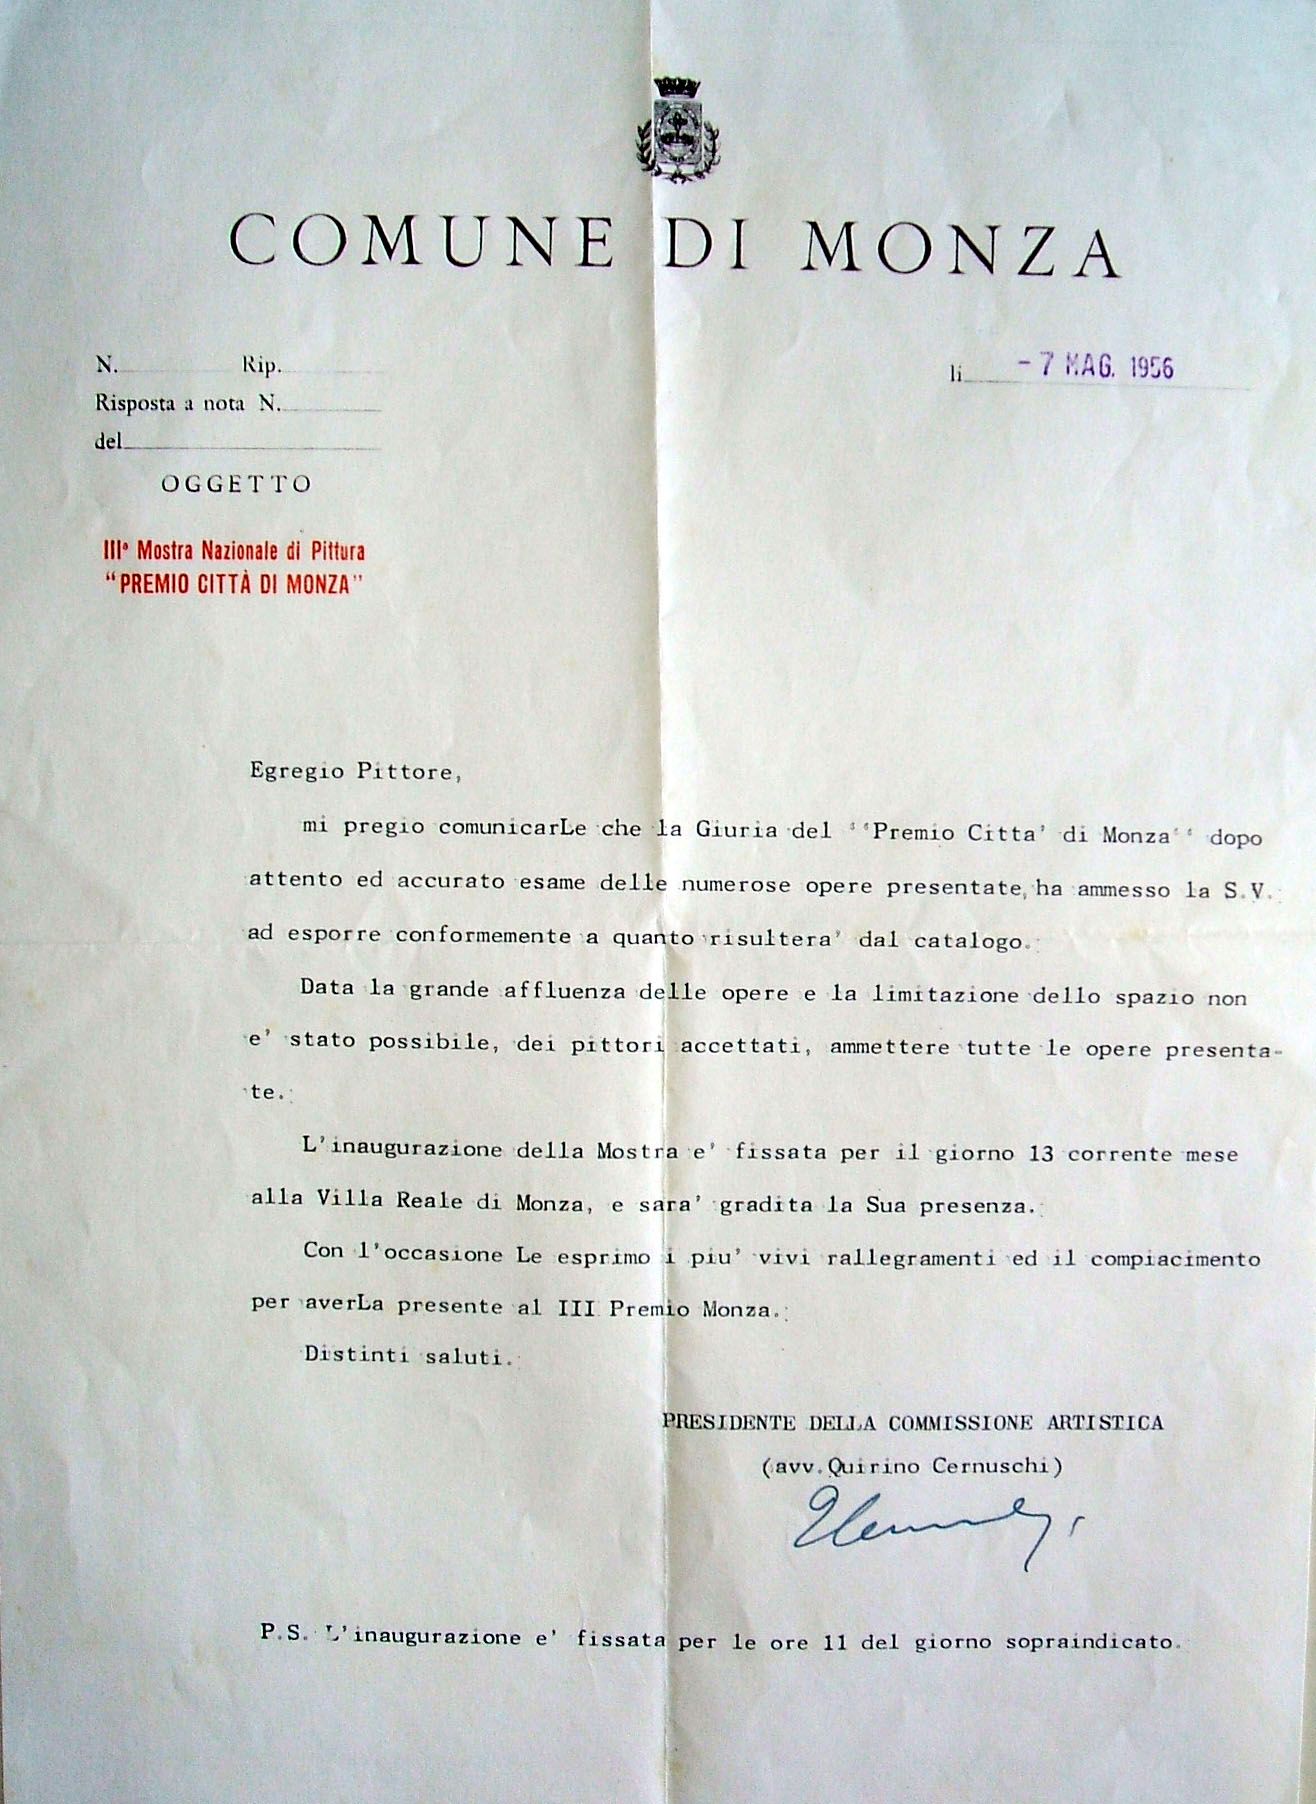 COMUNE DI MONZA
N. Rip.
li - 7 MAG. 1956
Risposta a nota N.
del
OGGETTO
IIIª Mostra Nazionale di Pittura
“PREMIO CITTÀ DI MONZA”
Egregio Pittore,
mi pregio comunicarLe che la Giuria del ''Premio Citta' di Monza'' dopo
attento ed accurato esame delle numerose opere presentate, ha ammesso la S.V.
ad esporre conformemente a quanto risultera' dal catalogo.
Data la grande affluenza delle opere e la limitazione dello spazio non
e' stato possibile, dei pittori accettati, ammettere tutte le opere presenta-
te.
L'inaugurazione della Mostra e' fissata per il giorno 13 corrente mese
alla Villa Reale di Monza, e sara' gradita la Sua presenza.
Con l'occasione Le esprimo i piu' vivi rallegramenti ed il compiacimento
per averLa presente al III Premio Monza.
Distinti saluti.
PRESIDENTE DELLA COMMISSIONE ARTISTICA
(avv. Quirino Cernuschi)
P.S. L'inaugurazione e' fissata per le ore 11 del giorno sopraindicato.